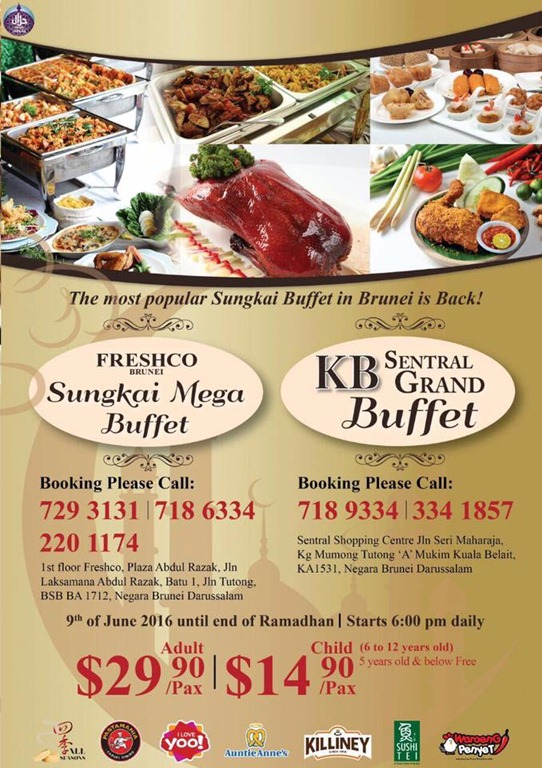 حلال
The most popular Sungkai Buffet in Brunei is Back!
FRESHCO
BRUNEI
Sungkai Mega
Buffet
KB SENTRAL
GRAND
Buffet
Booking Please Call:
729 3131 | 718 6334
220 1174
1st floor Freshco, Plaza Abdul Razak, Jln
Laksamana Abdul Razak, Batu 1, Jln Tutong,
BSB BA 1712, Negara Brunei Darussalam
Booking Please Call:
718 9334 | 334 1857
Sentral Shopping Centre Jln Seri Maharaja,
Kg Mumong Tutong ‘A’ Mukim Kuala Belait,
KA1531, Negara Brunei Darussalam
9th of June 2016 until end of Ramadhan | Starts 6:00 pm daily
Adult
$29.90
/Pax
Child (6 to 12 years old)
5 years old & below Free
$14.90
/Pax
四季
ALL
SEASONS
PASTAMANIA
I LOVE
yoo!
Auntie Anne's
KILLINEY
SUSHI
TEI
WaroenG
PenyeT